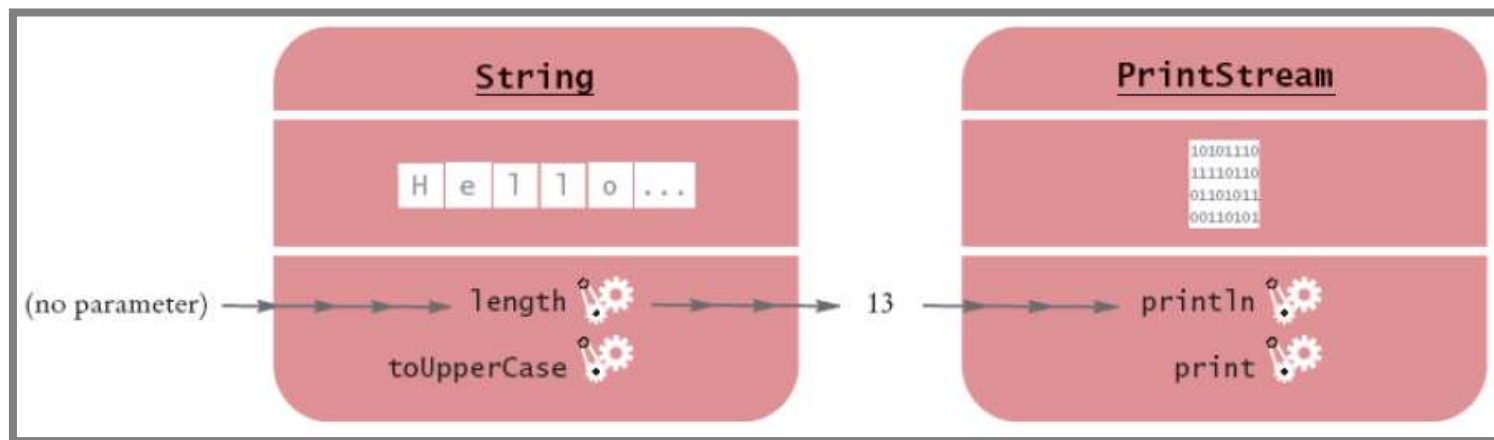 String
PrintStream
H e l l o ...
10101110
11110110
01101011
00110101
(no parameter) length 13 println
toUpperCase print